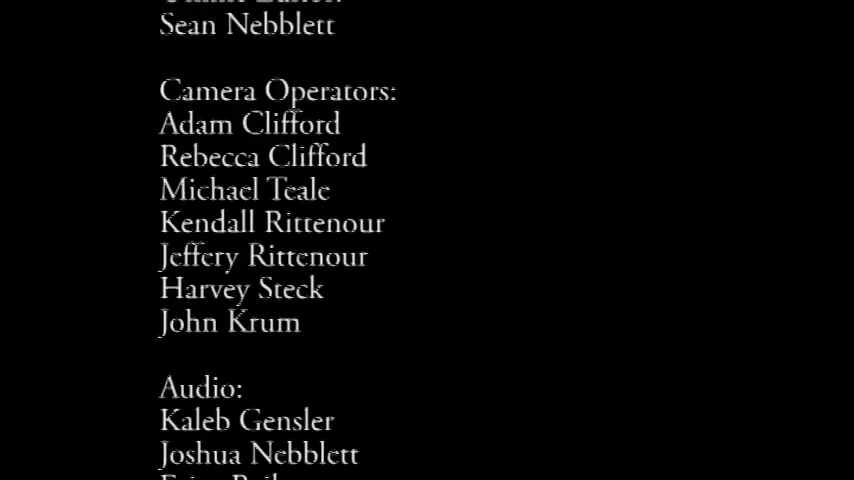 Sean Nebblett
Camera Operators:
Adam Clifford
Rebecca Clifford
Michael Teale
Kendall Rittenour
Jeffery Rittenour
Harvey Steck
John Krum
Audio:
Kaleb Gensler
Joshua Nebblett